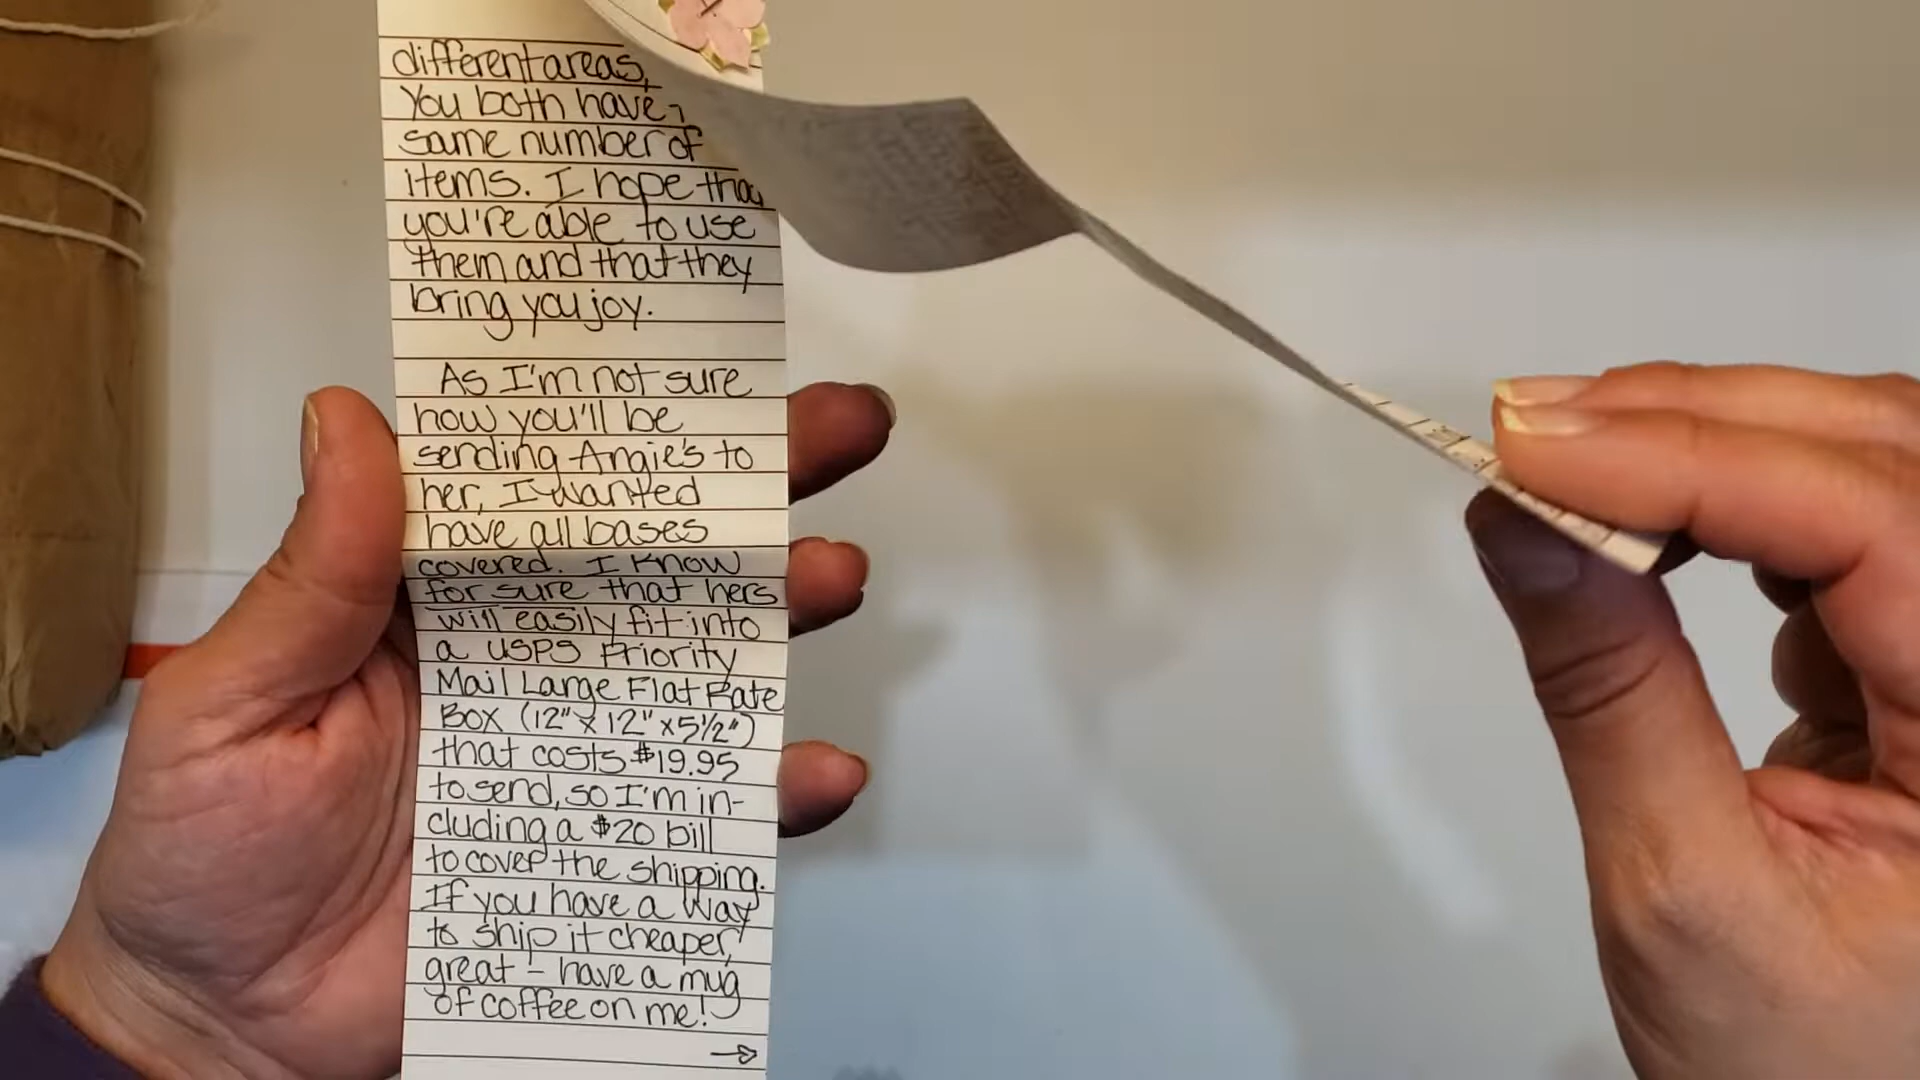 different areas,
You both have
same number of
items. I hope that
you're able to use
them and that they
bring you joy.
As I'm not sure
how you'll be
sending Angie's to
her, I wanted
have all bases
covered. I know
for sure that hers
will easily fit into
a USPS Priority
Mail Large Flat Rate
Box (12" x 12" x 5½")
that costs $19.95
to send, so I'm in-
cluding a $20 bill
to cover the shipping.
If you have a way
to ship it cheaper,
great - have a mug
of coffee on me!
→